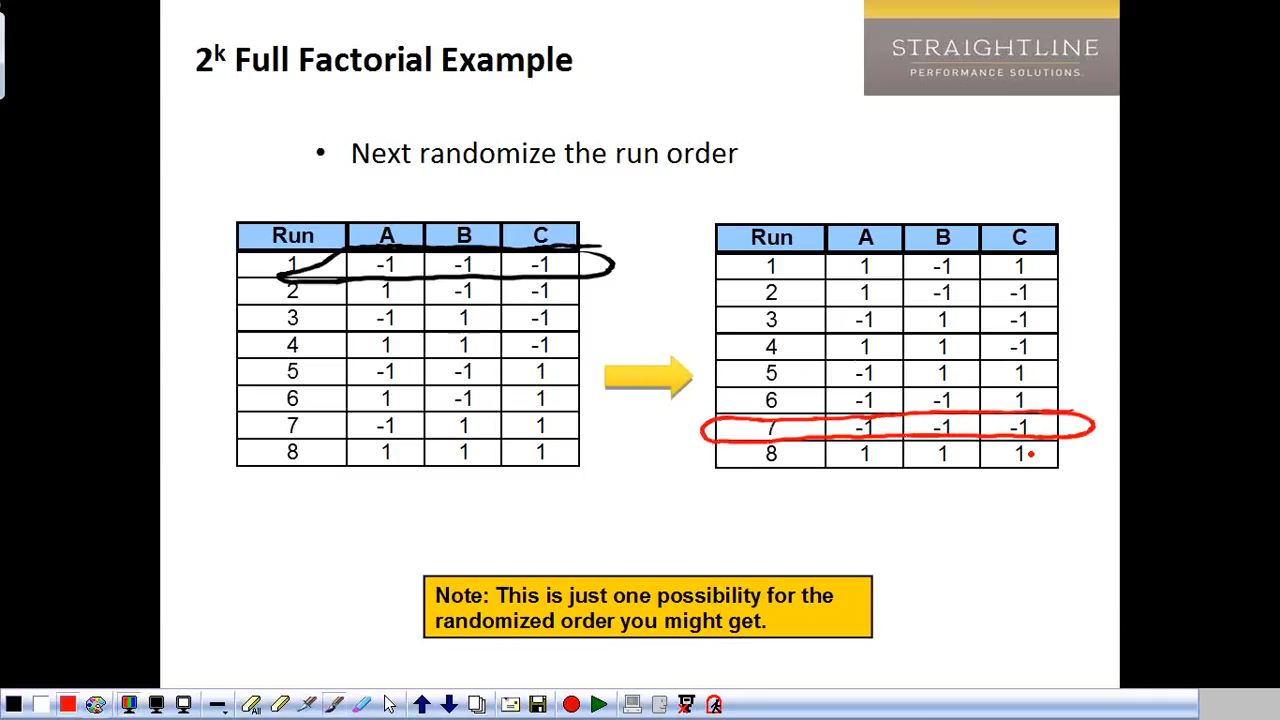 2k Full Factorial Example
STRAIGHTLINE
PERFORMANCE SOLUTIONS.
• Next randomize the run order
Run A B C
1 -1 -1 -1
2 1 -1 -1
3 -1 1 -1
4 1 1 -1
5 -1 -1 1
6 1 -1 1
7 -1 1 1
8 1 1 1
Run A B C
1 1 -1 1
2 1 -1 -1
3 -1 1 -1
4 1 1 -1
5 -1 1 1
6 -1 -1 1
7 -1 -1 -1
8 1 1 1
Note: This is just one possibility for the
randomized order you might get.
All